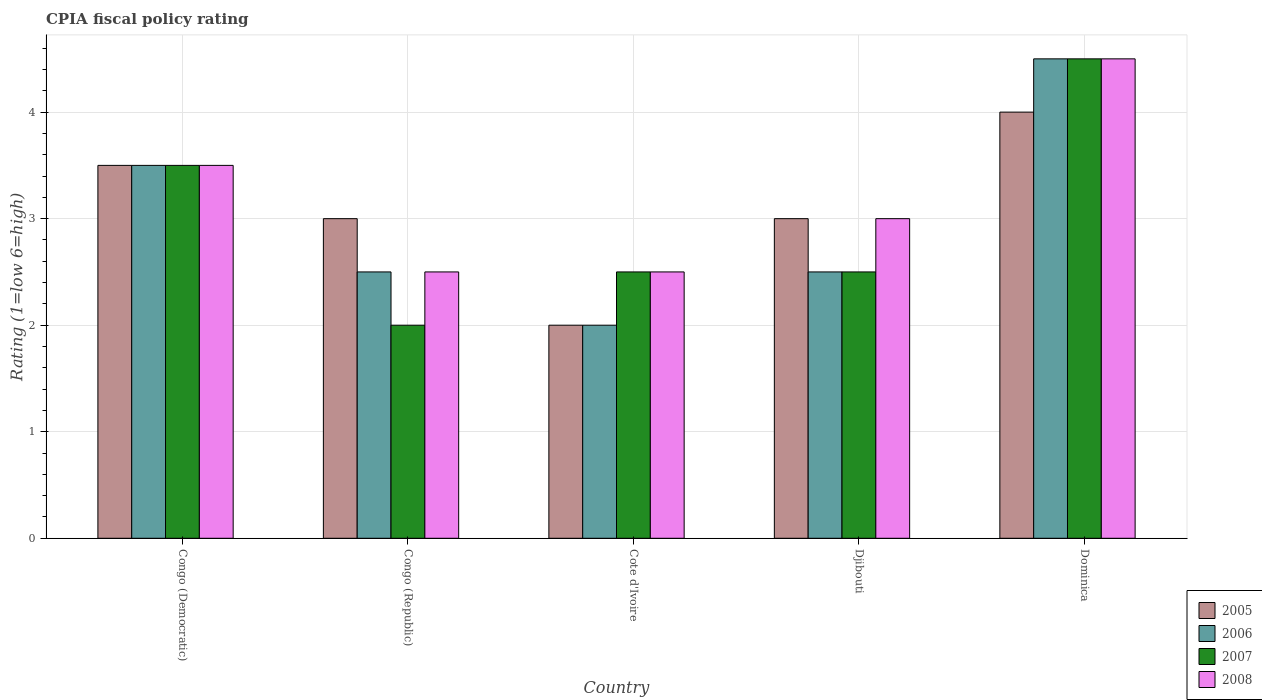 CPIA fiscal policy rating
Rating (1=low 6=high)
4
3
2
1
0
Congo (Democratic)
Congo (Republic)
Cote d'Ivoire
Djibouti
Dominica
Country
2005
2006
2007
2008